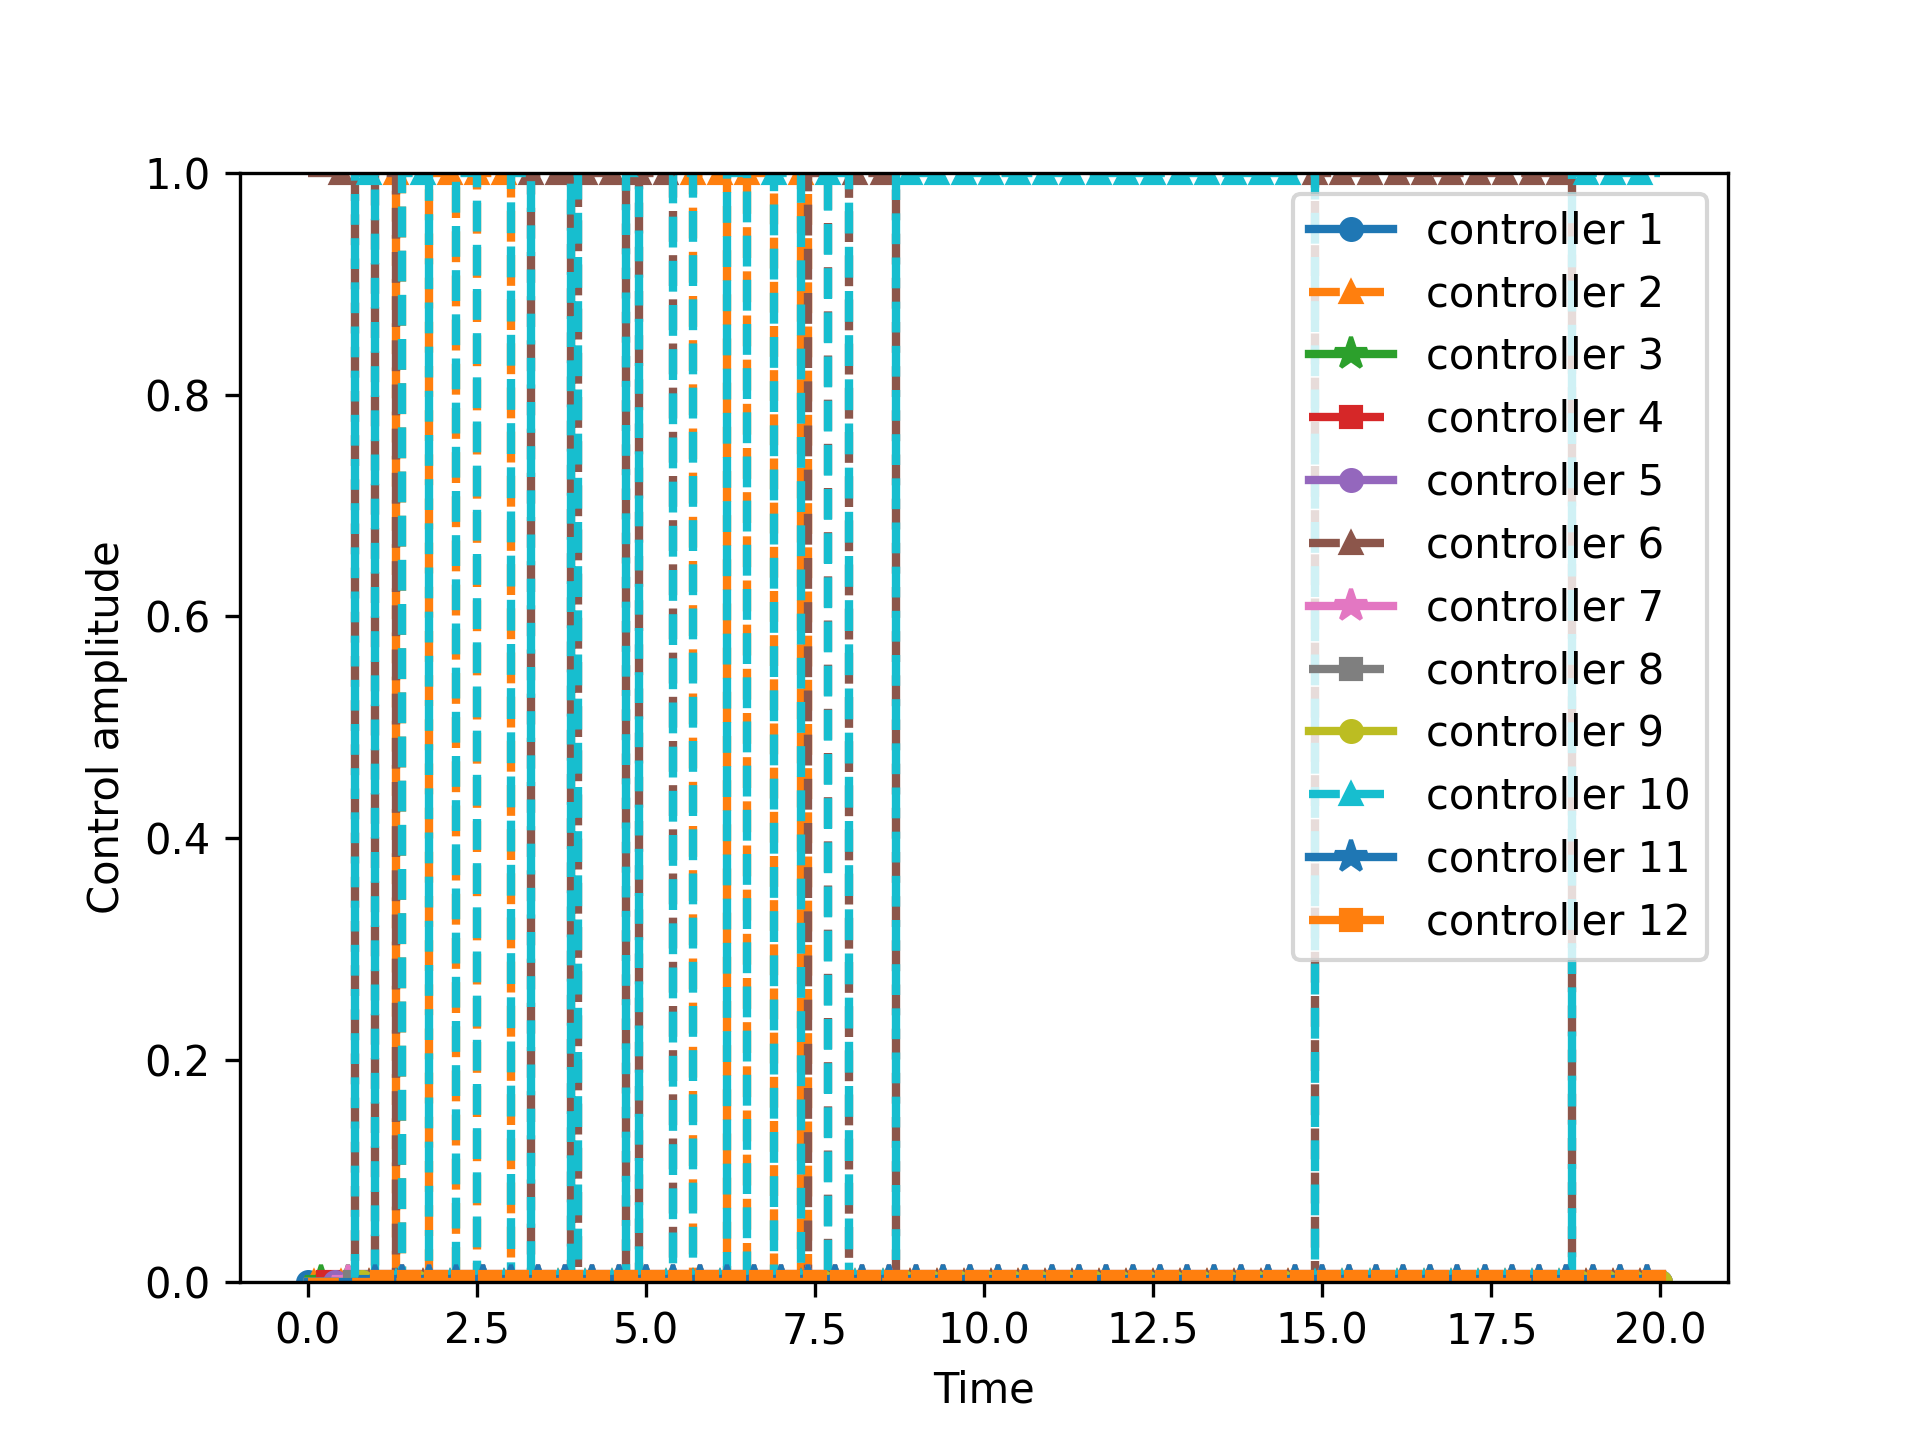 1.0
0.8
0.6
0.4
0.2
0.0
Control amplitude
controller 1
controller 2
controller 3
controller 4
controller 5
controller 6
controller 7
controller 8
controller 9
controller 10
controller 11
controller 12
0.0 2.5 5.0 7.5 10.0 12.5 15.0 17.5 20.0
Time